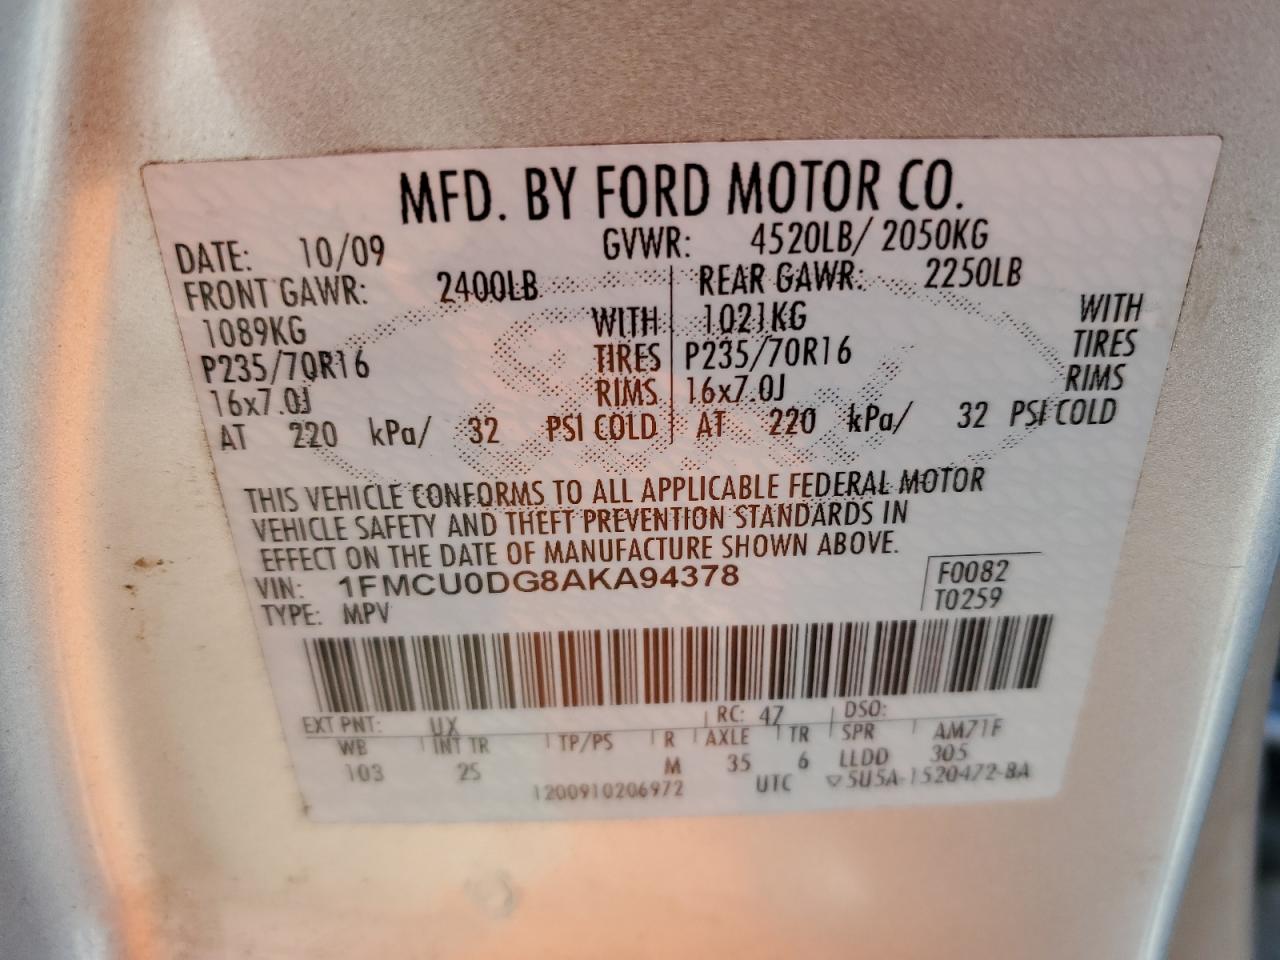 MFD. BY FORD MOTOR CO.
DATE: 10/09 GVWR: 4520LB/ 2050KG
FRONT GAWR: 2400LB REAR GAWR: 2250LB
1089KG WITH 1021KG WITH
P235/70R16 TIRES P235/70R16 TIRES
16x7.0J RIMS 16x7.0J RIMS
AT 220 kPa/ 32 PSI COLD AT 220 kPa/ 32 PSI COLD
THIS VEHICLE CONFORMS TO ALL APPLICABLE FEDERAL MOTOR
VEHICLE SAFETY AND THEFT PREVENTION STANDARDS IN
EFFECT ON THE DATE OF MANUFACTURE SHOWN ABOVE.
VIN: 1FMCU0DG8AKA94378 F0082
TYPE: MPV T0259
EXT PNT: UX RC: 47 DSO:
WB INT TR TP/PS R AXLE TR SPR AM71F
103 25 M 35 6 LLDD 305
1200910206972 UTC ▽5U5A-1520472-BA